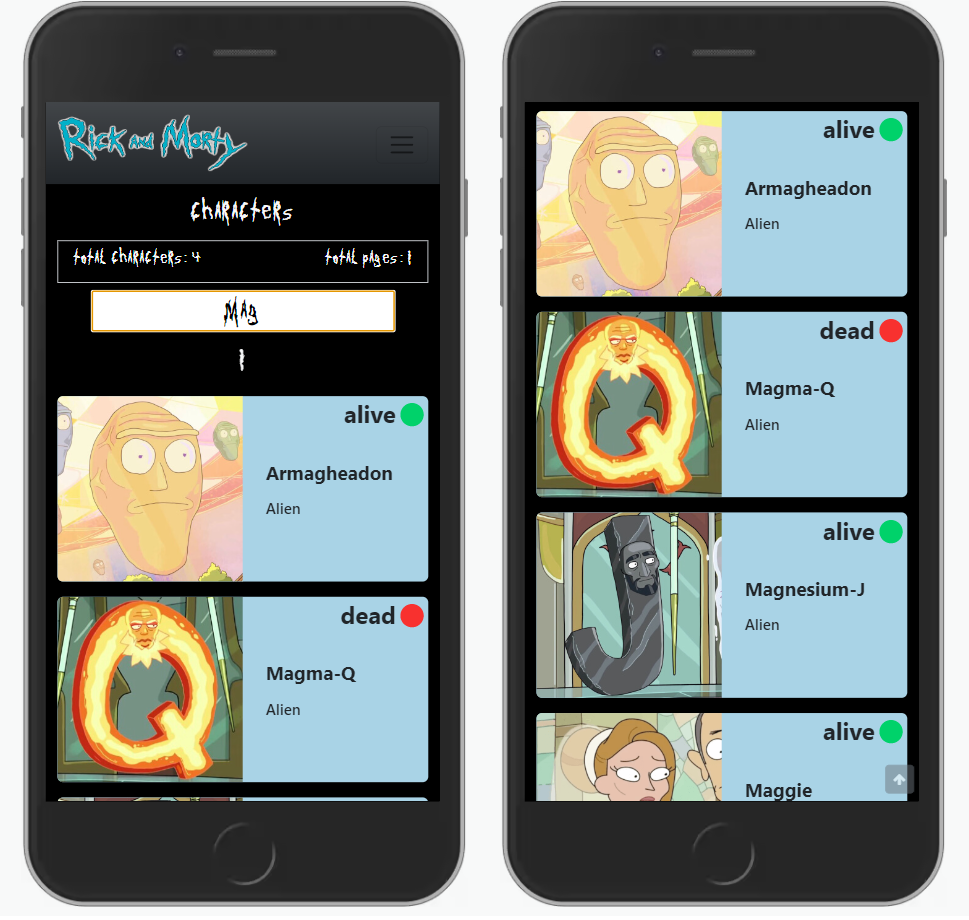 Rick and Morty
Characters
total characters: 4
total pages: 1
Mag
1
alive
Armagheadon
Alien
dead
Magma-Q
Alien
alive
Armagheadon
Alien
dead
Magma-Q
Alien
alive
Magnesium-J
Alien
alive
Maggie